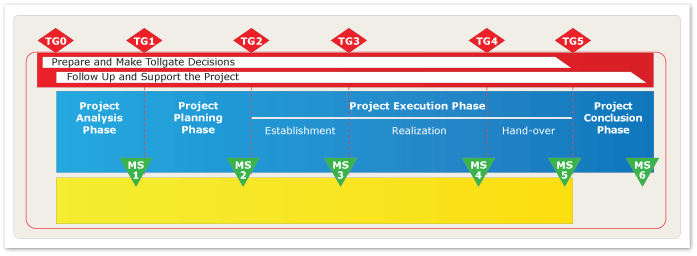 TG0 TG1 TG2 TG3 TG4 TG5
Prepare and Make Tollgate Decisions
Follow Up and Support the Project
Project
Analysis
Phase
Project
Planning
Phase
Project Execution Phase
Establishment Realization Hand-over
Project
Conclusion
Phase
MS
1
MS
2
MS
3
MS
4
MS
5
MS
6